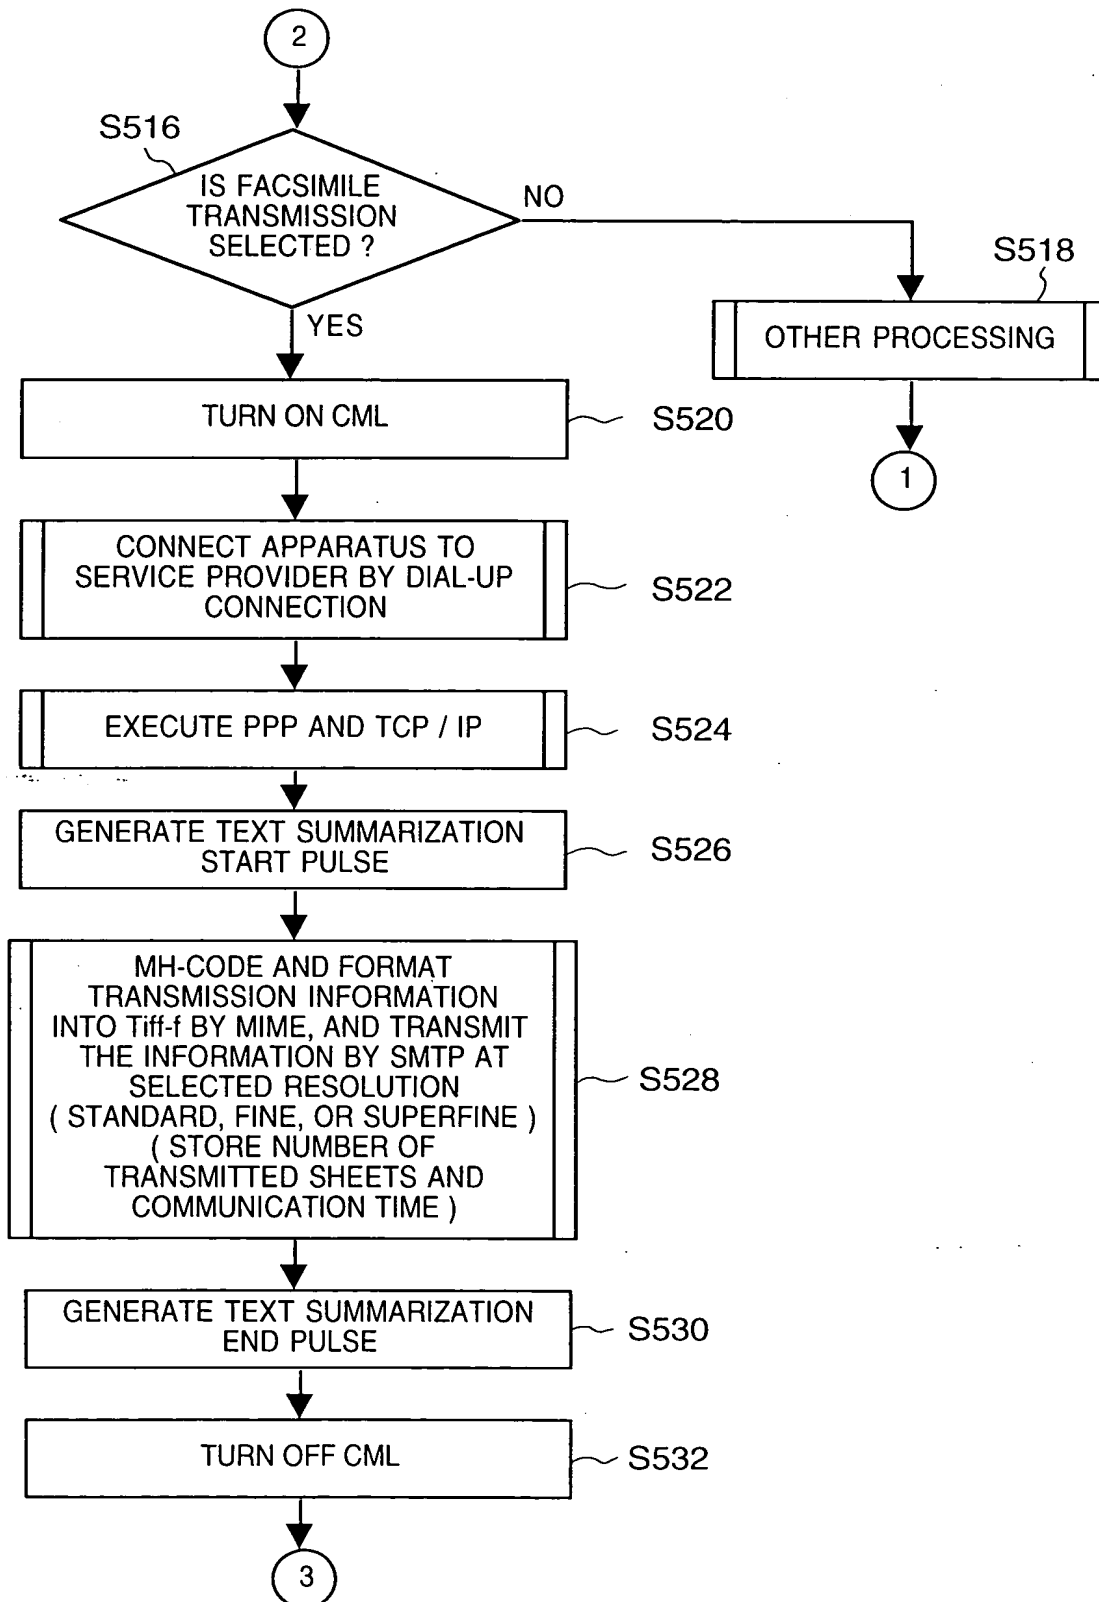 2
S516
IS FACSIMILE
TRANSMISSION
SELECTED ?
NO
YES
S518
OTHER PROCESSING
1
TURN ON CML
S520
CONNECT APPARATUS TO
SERVICE PROVIDER BY DIAL-UP
CONNECTION
S522
EXECUTE PPP AND TCP / IP
S524
GENERATE TEXT SUMMARIZATION
START PULSE
S526
MH-CODE AND FORMAT
TRANSMISSION INFORMATION
INTO Tiff-f BY MIME, AND TRANSMIT
THE INFORMATION BY SMTP AT
SELECTED RESOLUTION
( STANDARD, FINE, OR SUPERFINE )
( STORE NUMBER OF
TRANSMITTED SHEETS AND
COMMUNICATION TIME )
S528
GENERATE TEXT SUMMARIZATION
END PULSE
S530
TURN OFF CML
S532
3